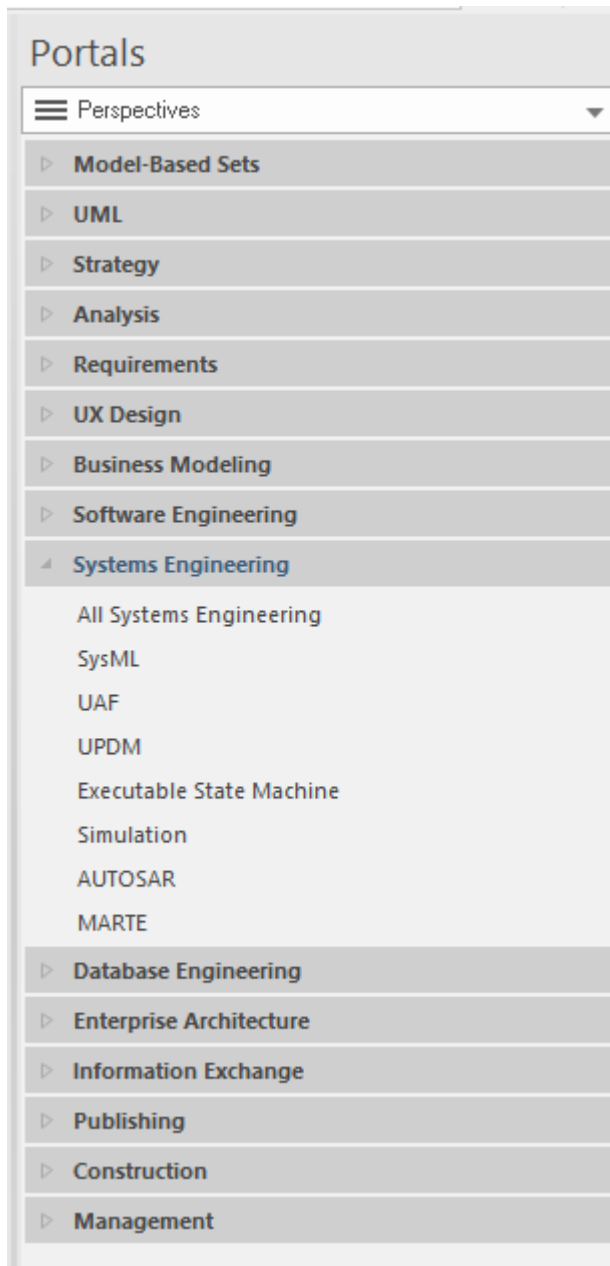 Portals
Perspectives
Model-Based Sets
UML
Strategy
Analysis
Requirements
UX Design
Business Modeling
Software Engineering
Systems Engineering
All Systems Engineering
SysML
UAF
UPDM
Executable State Machine
Simulation
AUTOSAR
MARTE
Database Engineering
Enterprise Architecture
Information Exchange
Publishing
Construction
Management